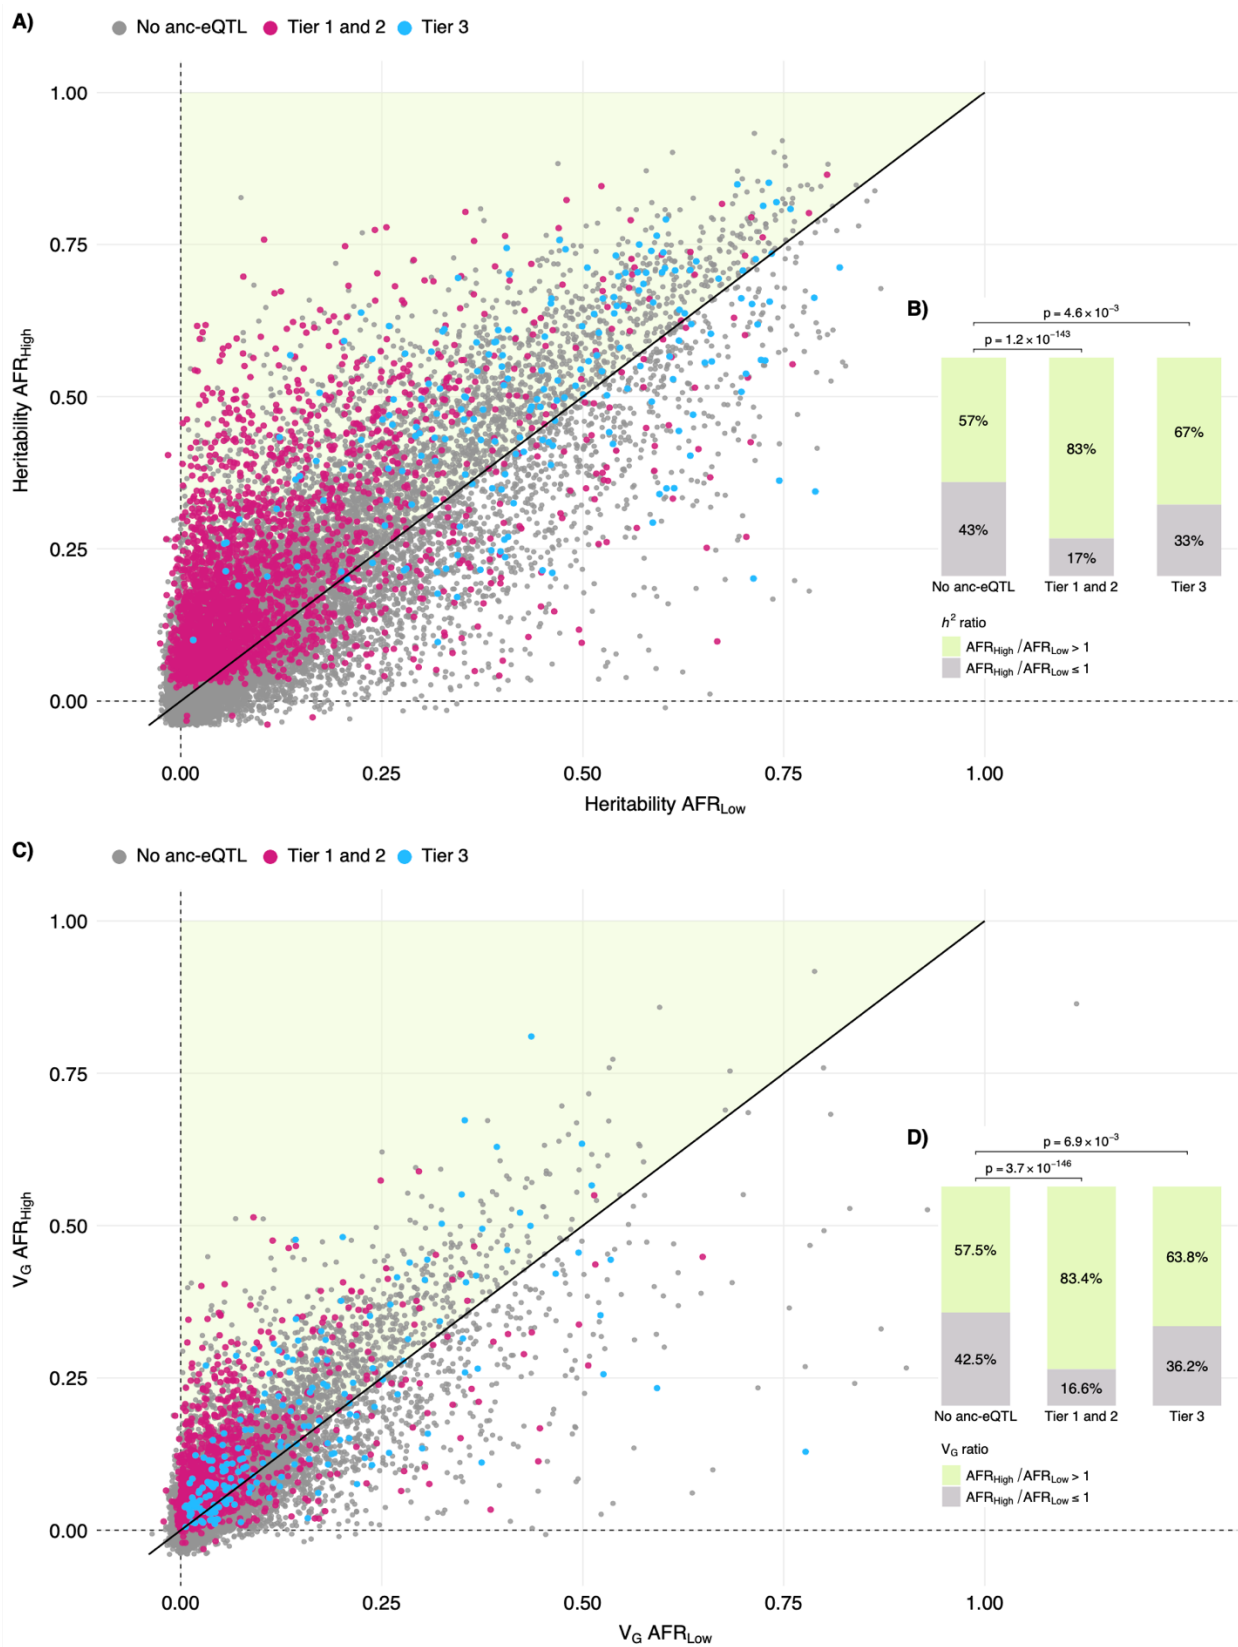 A)
No anc-eQTL Tier 1 and 2 Tier 3
1.00
0.75
0.50
0.25
0.00
Heritability AFRHigh
0.00 0.25 0.50 0.75 1.00
Heritability AFRLow
B)
p = 4.6 × 10⁻³
p = 1.2 × 10⁻¹⁴³
57% 83% 67%
43% 17% 33%
No anc-eQTL Tier 1 and 2 Tier 3
h² ratio
AFRHigh /AFRLow > 1
AFRHigh /AFRLow ≤ 1
C)
No anc-eQTL Tier 1 and 2 Tier 3
1.00
0.75
0.50
0.25
0.00
VG AFRHigh
0.00 0.25 0.50 0.75 1.00
VG AFRLow
D)
p = 6.9 × 10⁻³
p = 3.7 × 10⁻¹⁴⁶
57.5% 83.4% 63.8%
42.5% 16.6% 36.2%
No anc-eQTL Tier 1 and 2 Tier 3
VG ratio
AFRHigh /AFRLow > 1
AFRHigh /AFRLow ≤ 1